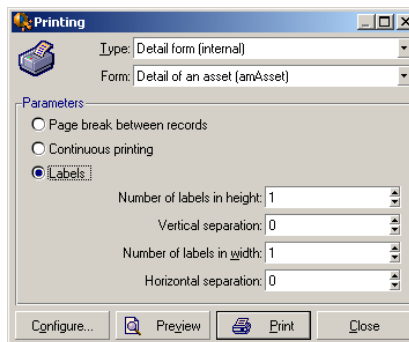 Printing
Type: Detail form (internal)
Form: Detail of an asset (amAsset)
Parameters
Page break between records
Continuous printing
Labels
Number of labels in height: 1
Vertical separation: 0
Number of labels in width: 1
Horizontal separation: 0
Configure... Preview Print Close